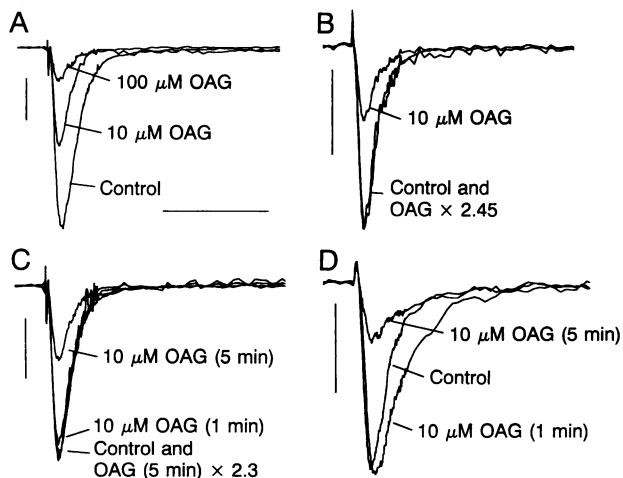 A
100 μM OAG
10 μM OAG
Control
B
10 μM OAG
Control and
OAG × 2.45
C
10 μM OAG (5 min)
10 μM OAG (1 min)
Control and
OAG (5 min) × 2.3
D
10 μM OAG (5 min)
Control
10 μM OAG (1 min)